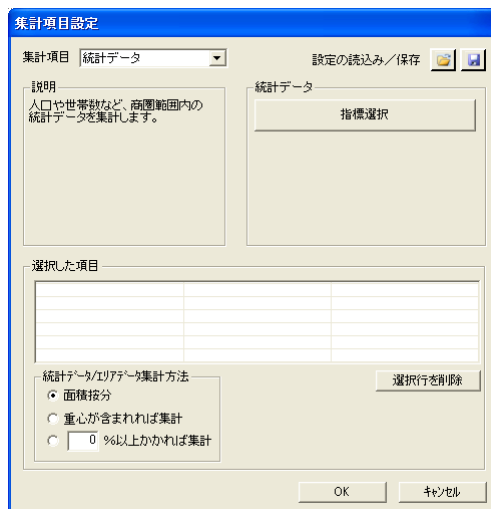 集計項目設定
集計項目 統計データ 設定の読込み／保存
説明
人口や世帯数など、商圏範囲内の
統計データを集計します。
統計データ
指標選択
選択した項目
統計ﾃﾞｰﾀ/ｴﾘｱﾃﾞｰﾀ集計方法
選択行を削除
面積按分
重心が含まれれば集計
0 %以上かかれば集計
OK ｷｬﾝｾﾙ